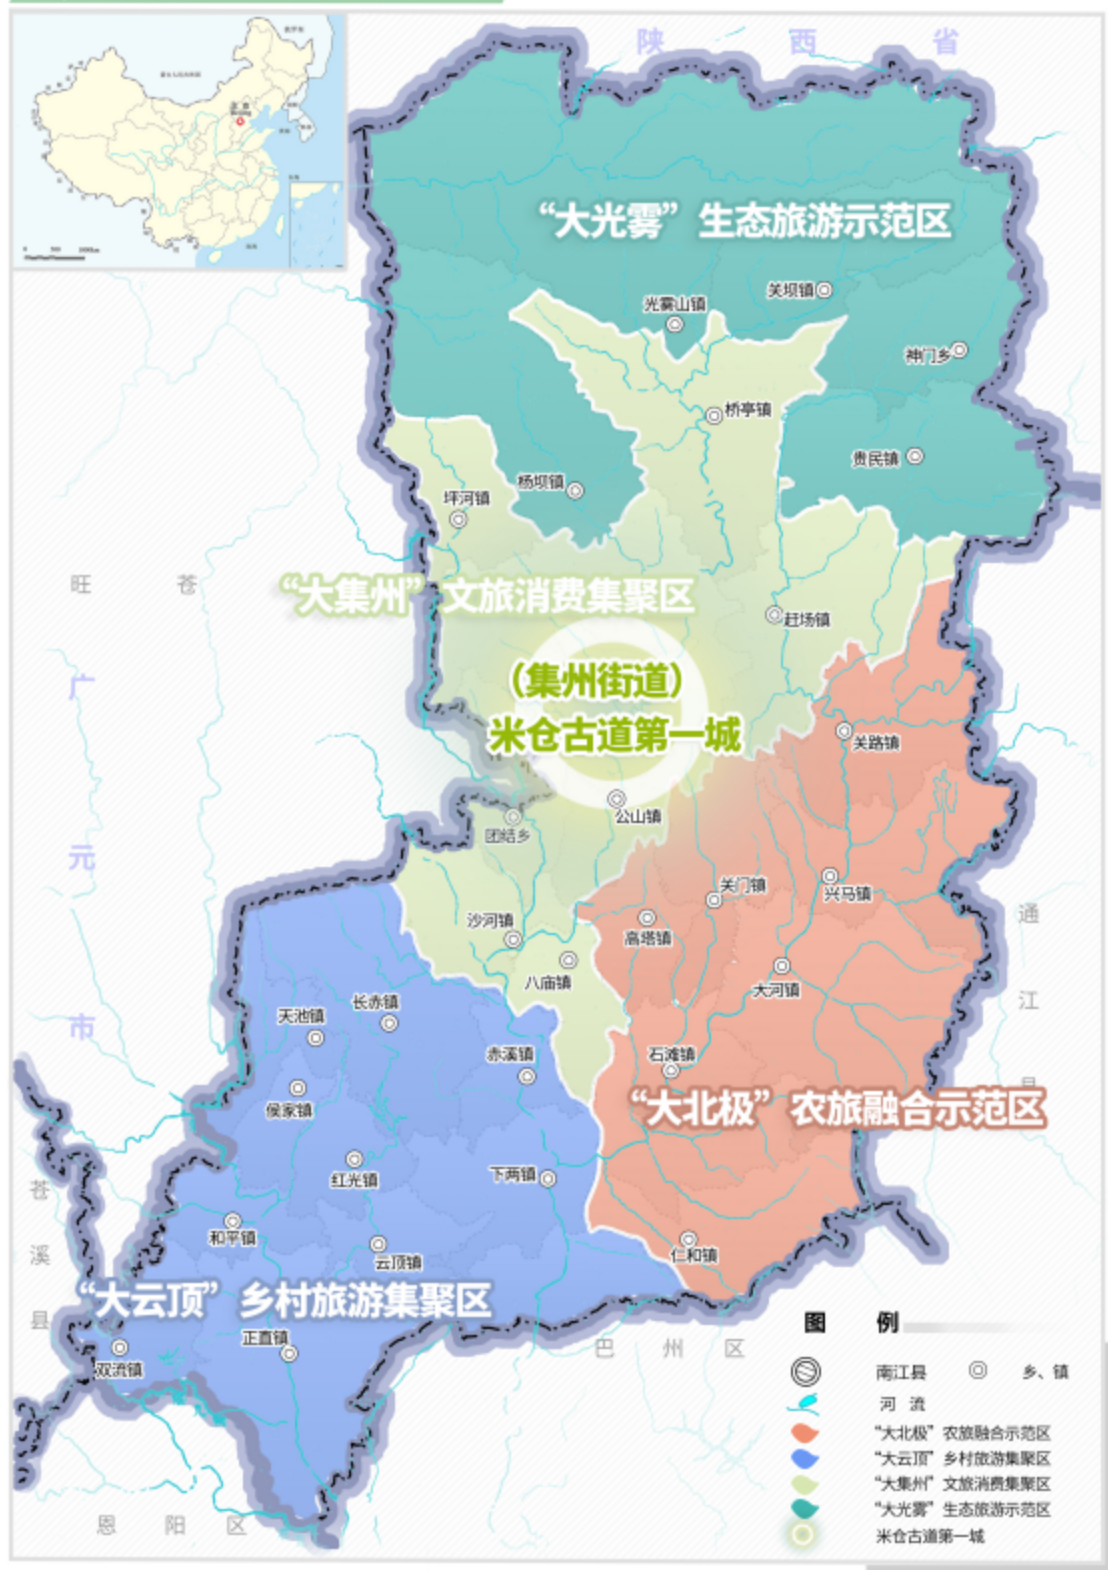 陕 西 省
北京
Beijing
“大光雾”生态旅游示范区
关坝镇
光雾山镇
神门乡
桥亭镇
贵民镇
杨坝镇
坪河镇
旺 苍
“大集州”文旅消费集聚区
赶场镇
广
元
市
（集州街道）
米仓古道第一城
关路镇
公山镇
团结乡
关门镇
兴马镇
通
江
县
沙河镇
高塔镇
八庙镇
大河镇
长赤镇
天池镇
赤溪镇
石滩镇
侯家镇
“大北极”农旅融合示范区
红光镇
下两镇
苍
溪
县
和平镇
云顶镇
仁和镇
“大云顶”乡村旅游集聚区
正直镇
双流镇
巴 州 区
恩 阳 区
图 例
南江县
乡、镇
河 流
“大北极”农旅融合示范区
“大云顶”乡村旅游集聚区
“大集州”文旅消费集聚区
“大光雾”生态旅游示范区
米仓古道第一城